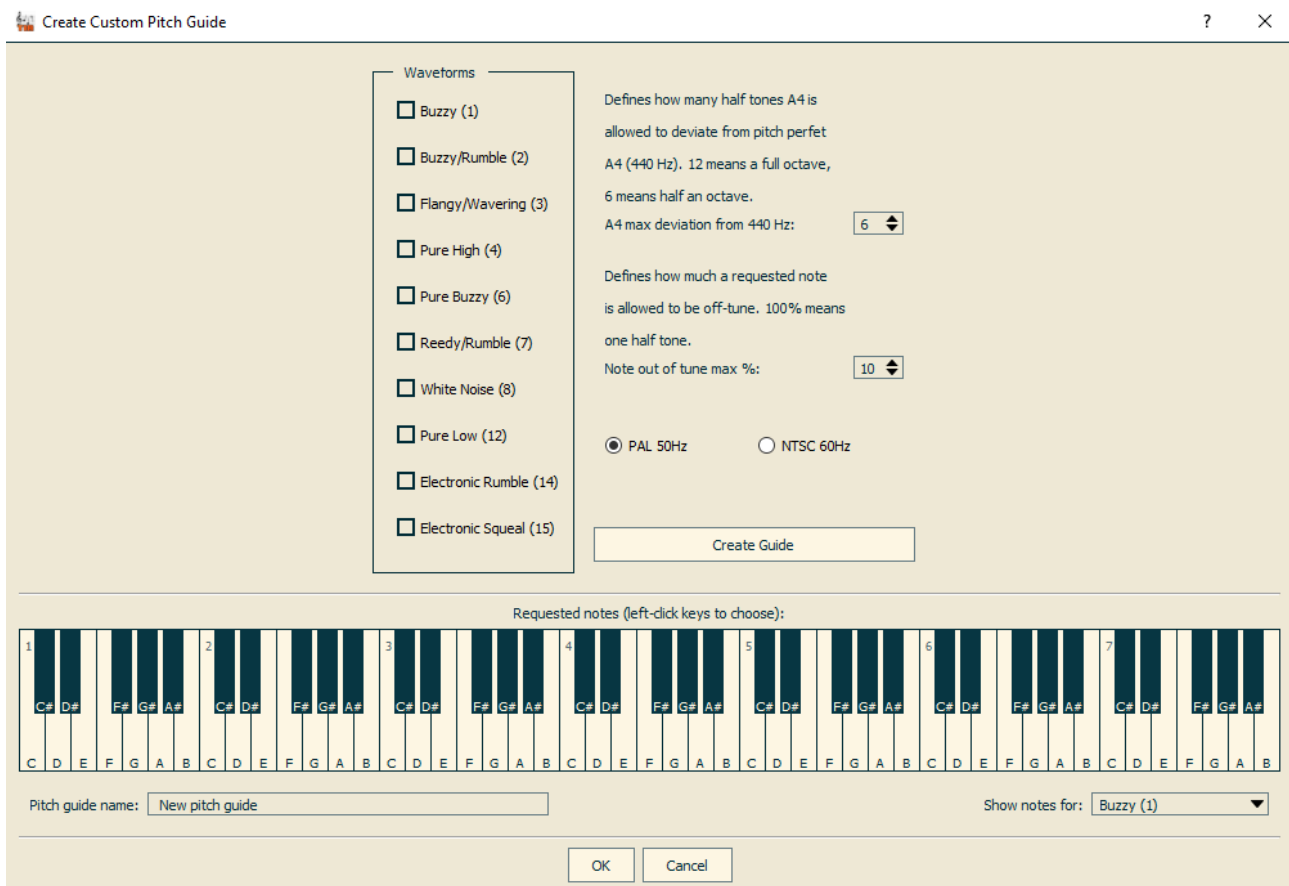 Create Custom Pitch Guide
?
Waveforms
Buzzy (1)
Buzzy/Rumble (2)
Flangy/Wavering (3)
Pure High (4)
Pure Buzzy (6)
Reedy/Rumble (7)
White Noise (8)
Pure Low (12)
Electronic Rumble (14)
Electronic Squeal (15)
Defines how many half tones A4 is
allowed to deviate from pitch perfet
A4 (440 Hz). 12 means a full octave,
6 means half an octave.
A4 max deviation from 440 Hz: 6
Defines how much a requested note
is allowed to be off-tune. 100% means
one half tone.
Note out of tune max %: 10
PAL 50Hz NTSC 60Hz
Create Guide
Requested notes (left-click keys to choose):
1 2 3 4 5 6 7
C# D# F# G# A# C# D# F# G# A# C# D# F# G# A# C# D# F# G# A# C# D# F# G# A# C# D# F# G# A# C# D# F# G# A#
C D E F G A B C D E F G A B C D E F G A B C D E F G A B C D E F G A B C D E F G A B C D E F G A B
Pitch guide name: New pitch guide Show notes for: Buzzy (1)
OK Cancel